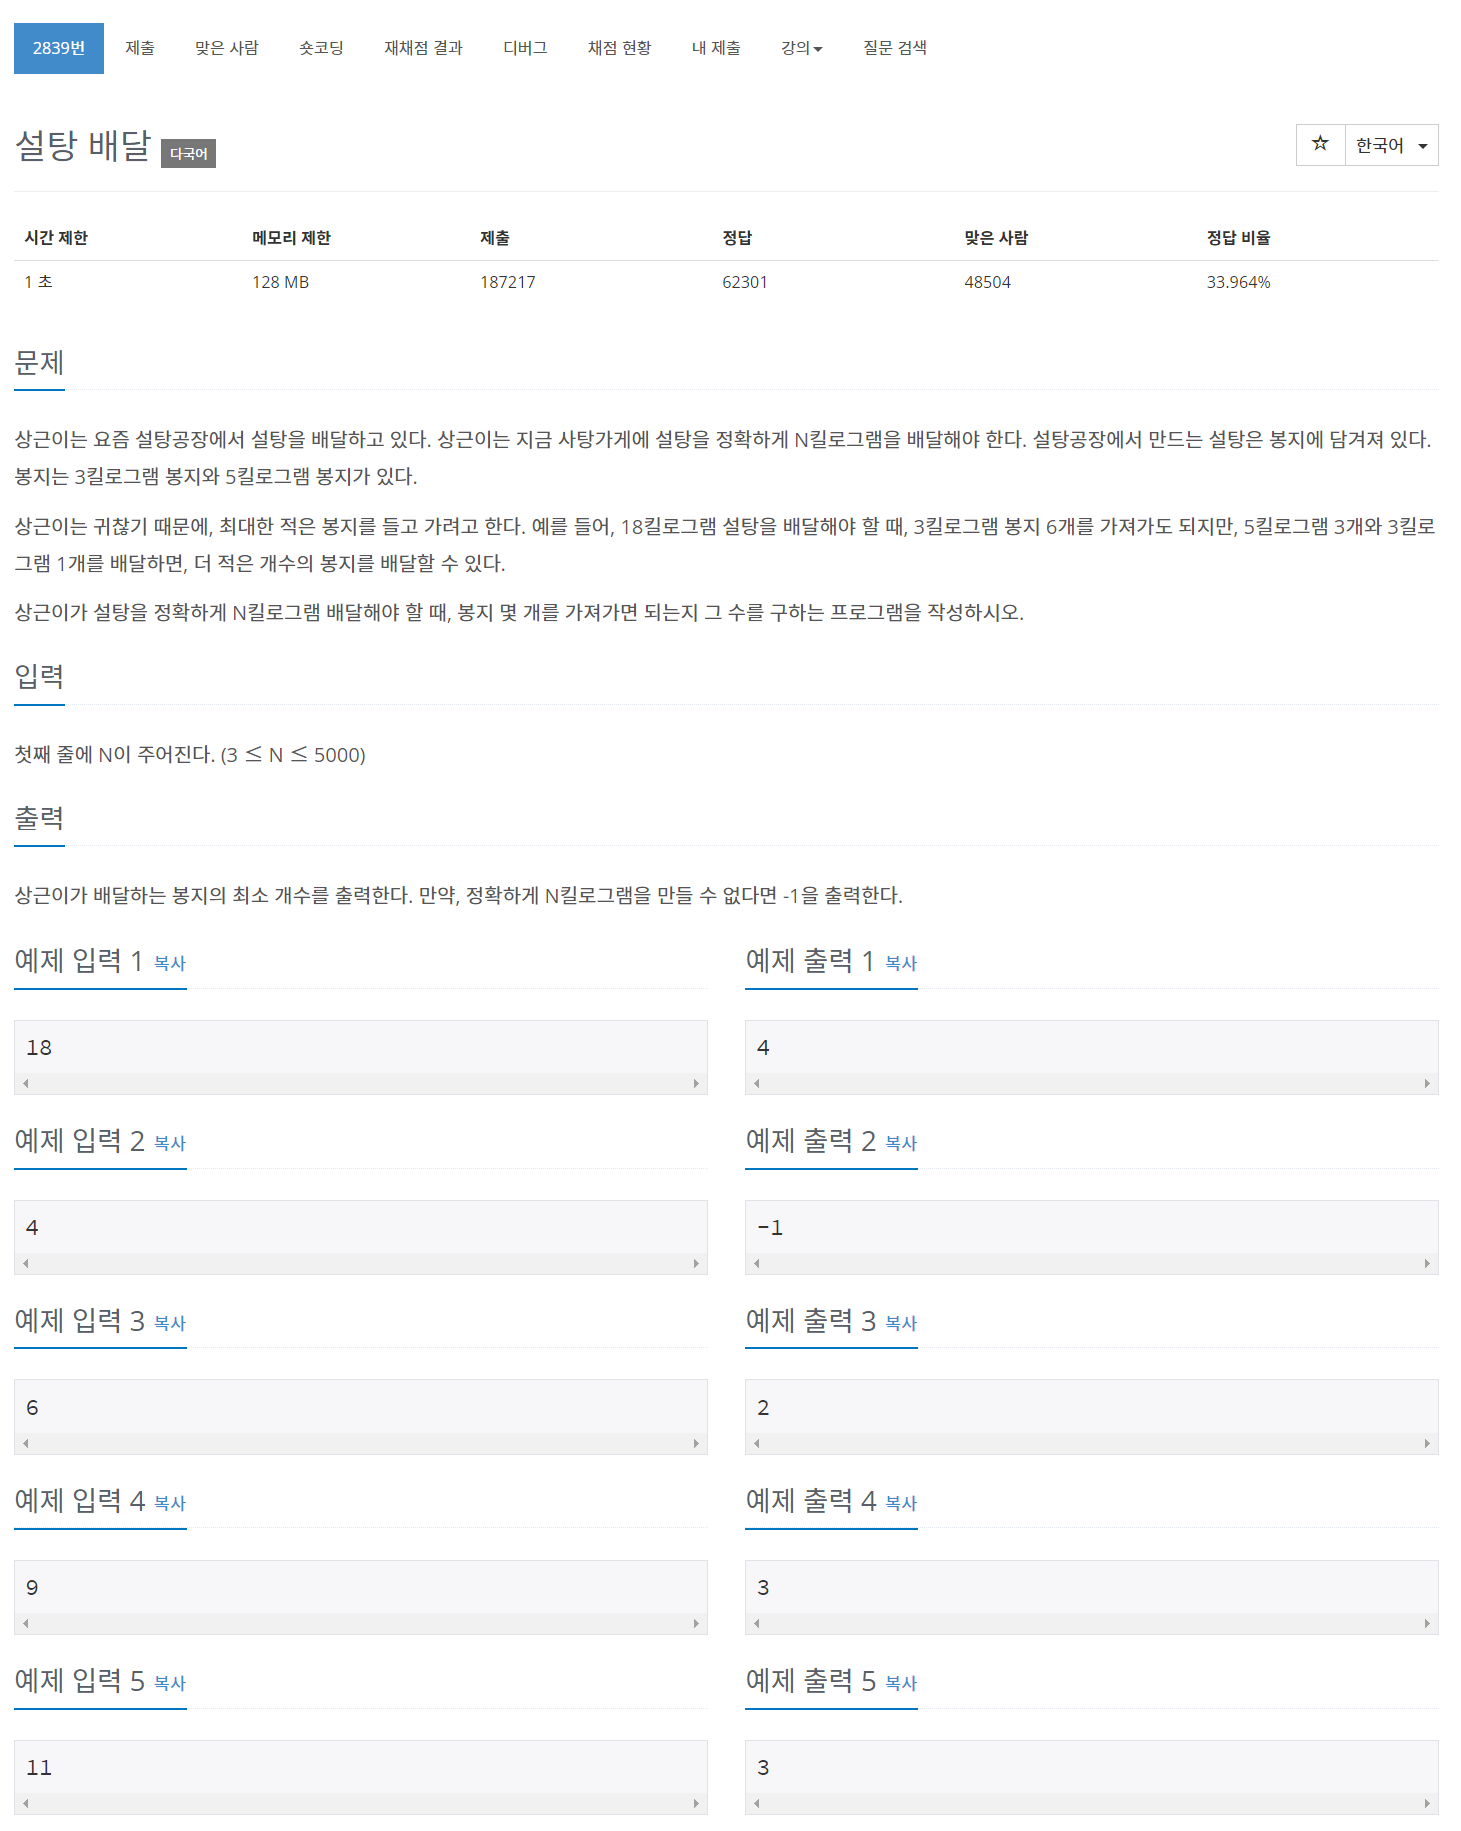 2839번 제출 맞은 사람 숏코딩 재채점 결과 디버그 채점 현황 내 제출 강의 질문 검색
설탕 배달 다국어
☆ 한국어
시간 제한 메모리 제한 제출 정답 맞은 사람 정답 비율
1 초 128 MB 187217 62301 48504 33.964%
문제
상근이는 요즘 설탕공장에서 설탕을 배달하고 있다. 상근이는 지금 사탕가게에 설탕을 정확하게 N킬로그램을 배달해야 한다. 설탕공장에서 만드는 설탕은 봉지에 담겨져 있다.
봉지는 3킬로그램 봉지와 5킬로그램 봉지가 있다.
상근이는 귀찮기 때문에, 최대한 적은 봉지를 들고 가려고 한다. 예를 들어, 18킬로그램 설탕을 배달해야 할 때, 3킬로그램 봉지 6개를 가져가도 되지만, 5킬로그램 3개와 3킬로
그램 1개를 배달하면, 더 적은 개수의 봉지를 배달할 수 있다.
상근이가 설탕을 정확하게 N킬로그램 배달해야 할 때, 봉지 몇 개를 가져가면 되는지 그 수를 구하는 프로그램을 작성하시오.
입력
첫째 줄에 N이 주어진다. (3 ≤ N ≤ 5000)
출력
상근이가 배달하는 봉지의 최소 개수를 출력한다. 만약, 정확하게 N킬로그램을 만들 수 없다면 -1을 출력한다.
예제 입력 1 복사
예제 출력 1 복사
18
4
예제 입력 2 복사
예제 출력 2 복사
4
-1
예제 입력 3 복사
예제 출력 3 복사
6
2
예제 입력 4 복사
예제 출력 4 복사
9
3
예제 입력 5 복사
예제 출력 5 복사
11
3